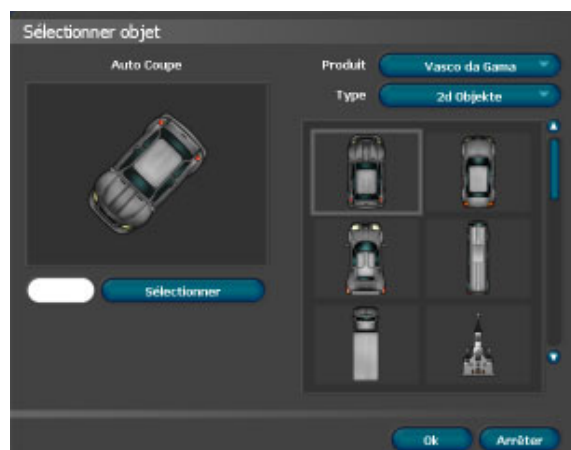 Sélectionner objet
Auto Coupe
Produit
Vasco da Gama
Type
2d Objekte
Sélectionner
Ok
Arrêter